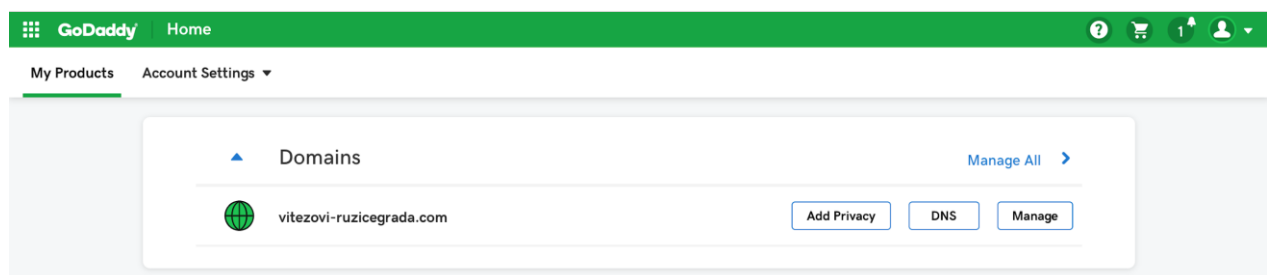 GoDaddy Home 1
My Products Account Settings
Domains Manage All
vitezovi-ruzicegrada.com Add Privacy DNS Manage